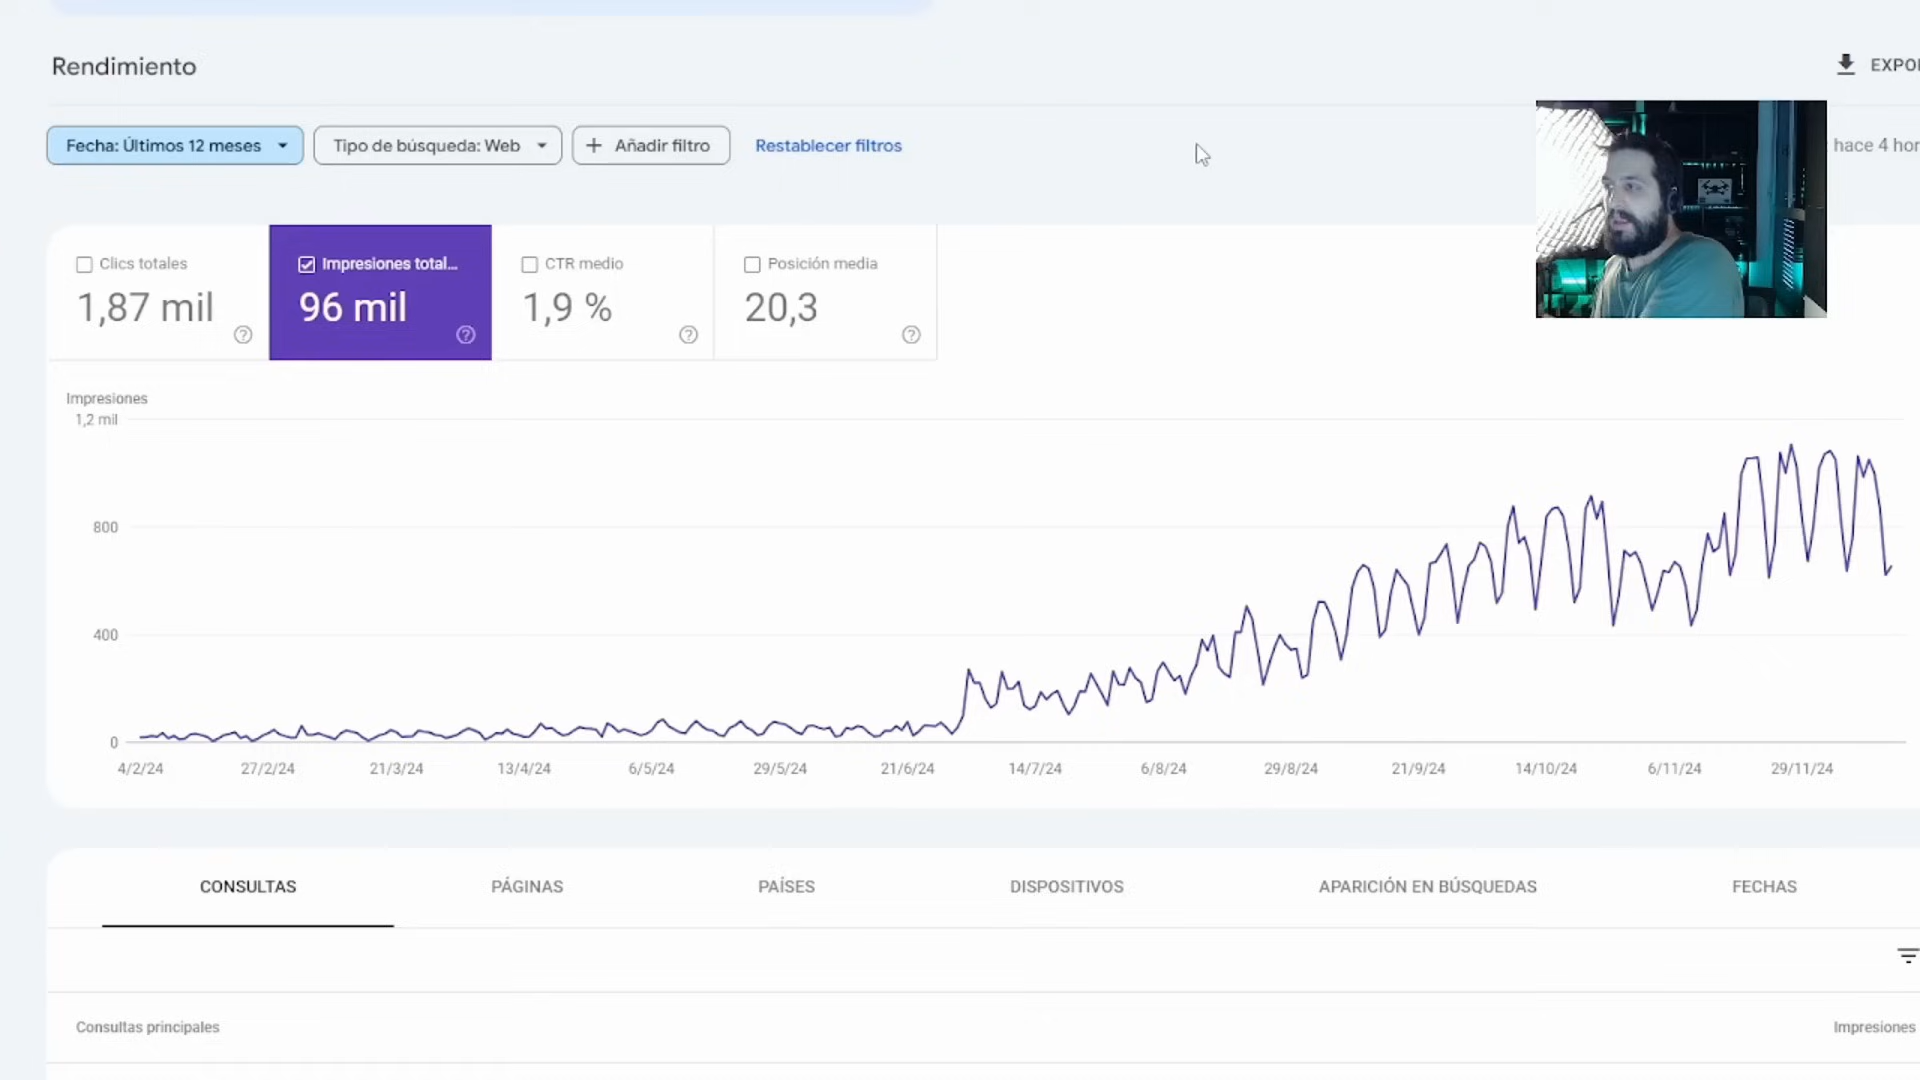 Rendimiento
EXPO
Fecha: Últimos 12 meses
Tipo de búsqueda: Web
+ Añadir filtro
Restablecer filtros
hace 4 hor
Clics totales
1,87 mil
Impresiones total...
96 mil
CTR medio
1,9 %
Posición media
20,3
Impresiones
1,2 mil
800
400
0
4/2/24
27/2/24
21/3/24
13/4/24
6/5/24
29/5/24
21/6/24
14/7/24
6/8/24
29/8/24
21/9/24
14/10/24
6/11/24
29/11/24
CONSULTAS
PÁGINAS
PAÍSES
DISPOSITIVOS
APARICIÓN EN BÚSQUEDAS
FECHAS
Consultas principales
Impresiones